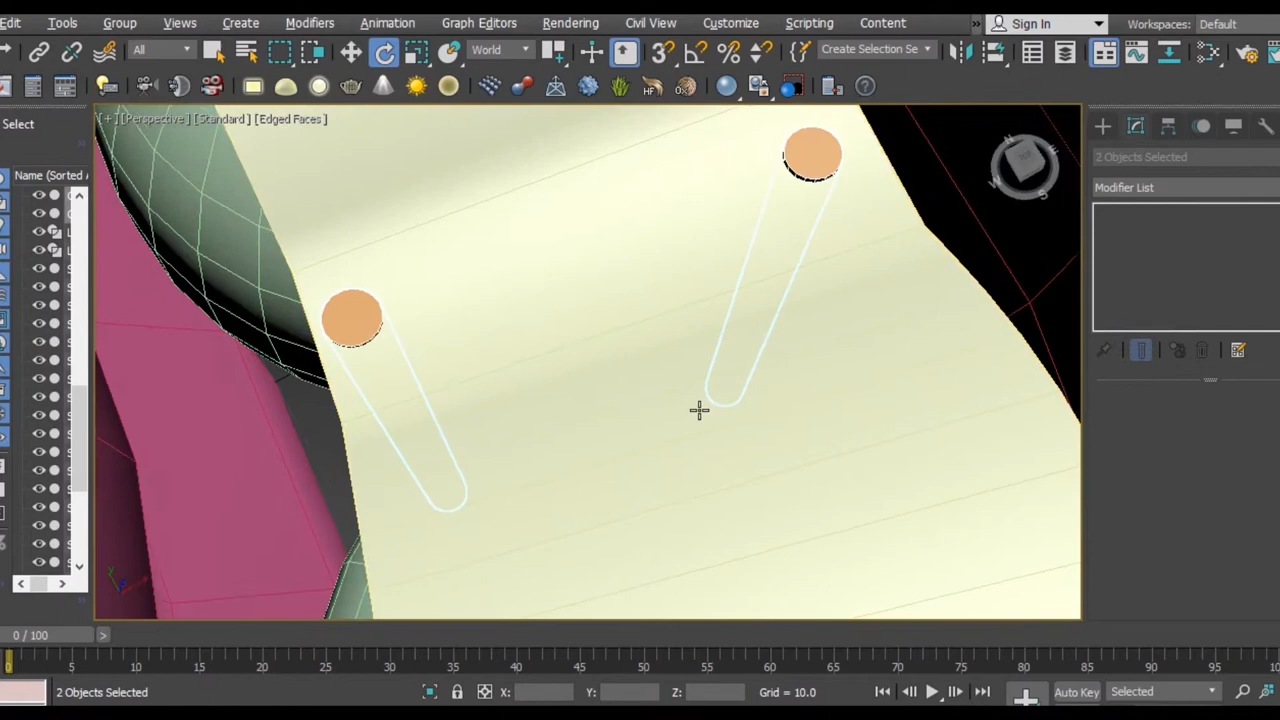 Edit Tools Group Views Create Modifiers Animation Graph Editors Rendering Civil View Customize Scripting Content » Sign In Workspaces: Default
All World Create Selection Se
HF
Select [+] [Perspective] [Standard] [Edged Faces]
2 Objects Selected
Name (Sorted A
Modifier List
0 / 100 >
0 5 10 15 20 25 30 35 40 45 50 55 60 65 70 75 80 85 90 95
2 Objects Selected X: Y: Z: Grid = 10.0 Auto Key Selected